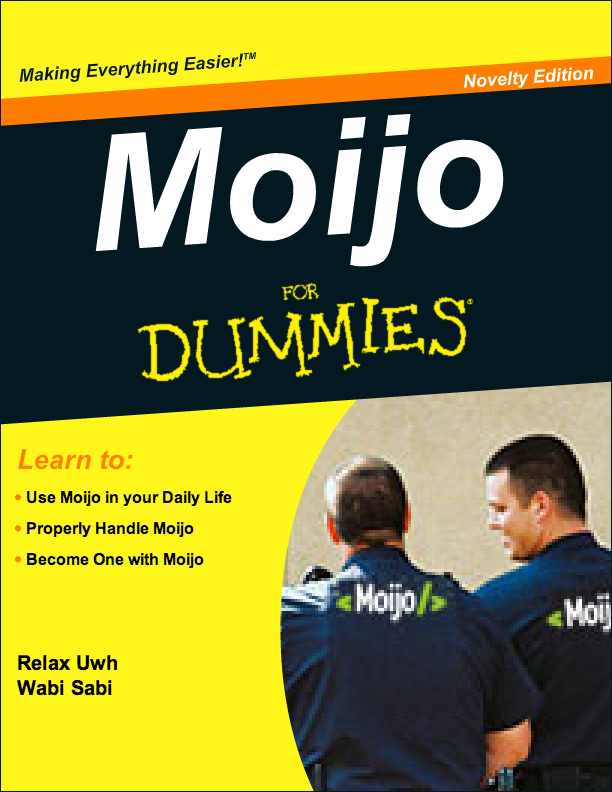 Making Everything Easier!™
Novelty Edition
Moijo
FOR
DUMMIES®
Learn to:
• Use Moijo in your Daily Life
• Properly Handle Moijo
• Become One with Moijo
<Moijo/>
<Moij
Relax Uwh
Wabi Sabi